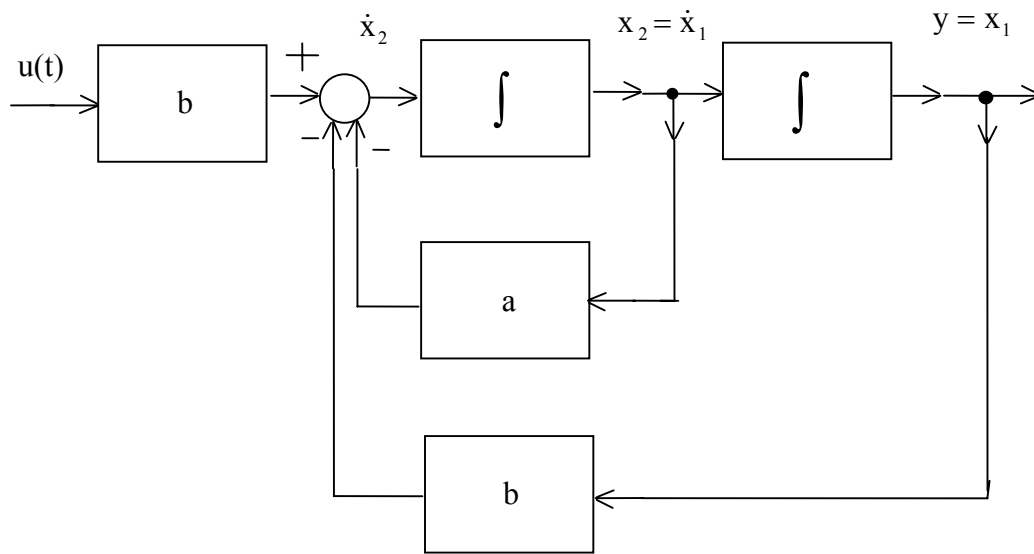 u(t)
b
+
ẋ₂
∫
x₂ = ẋ₁
∫
y = x₁
−
−
a
b